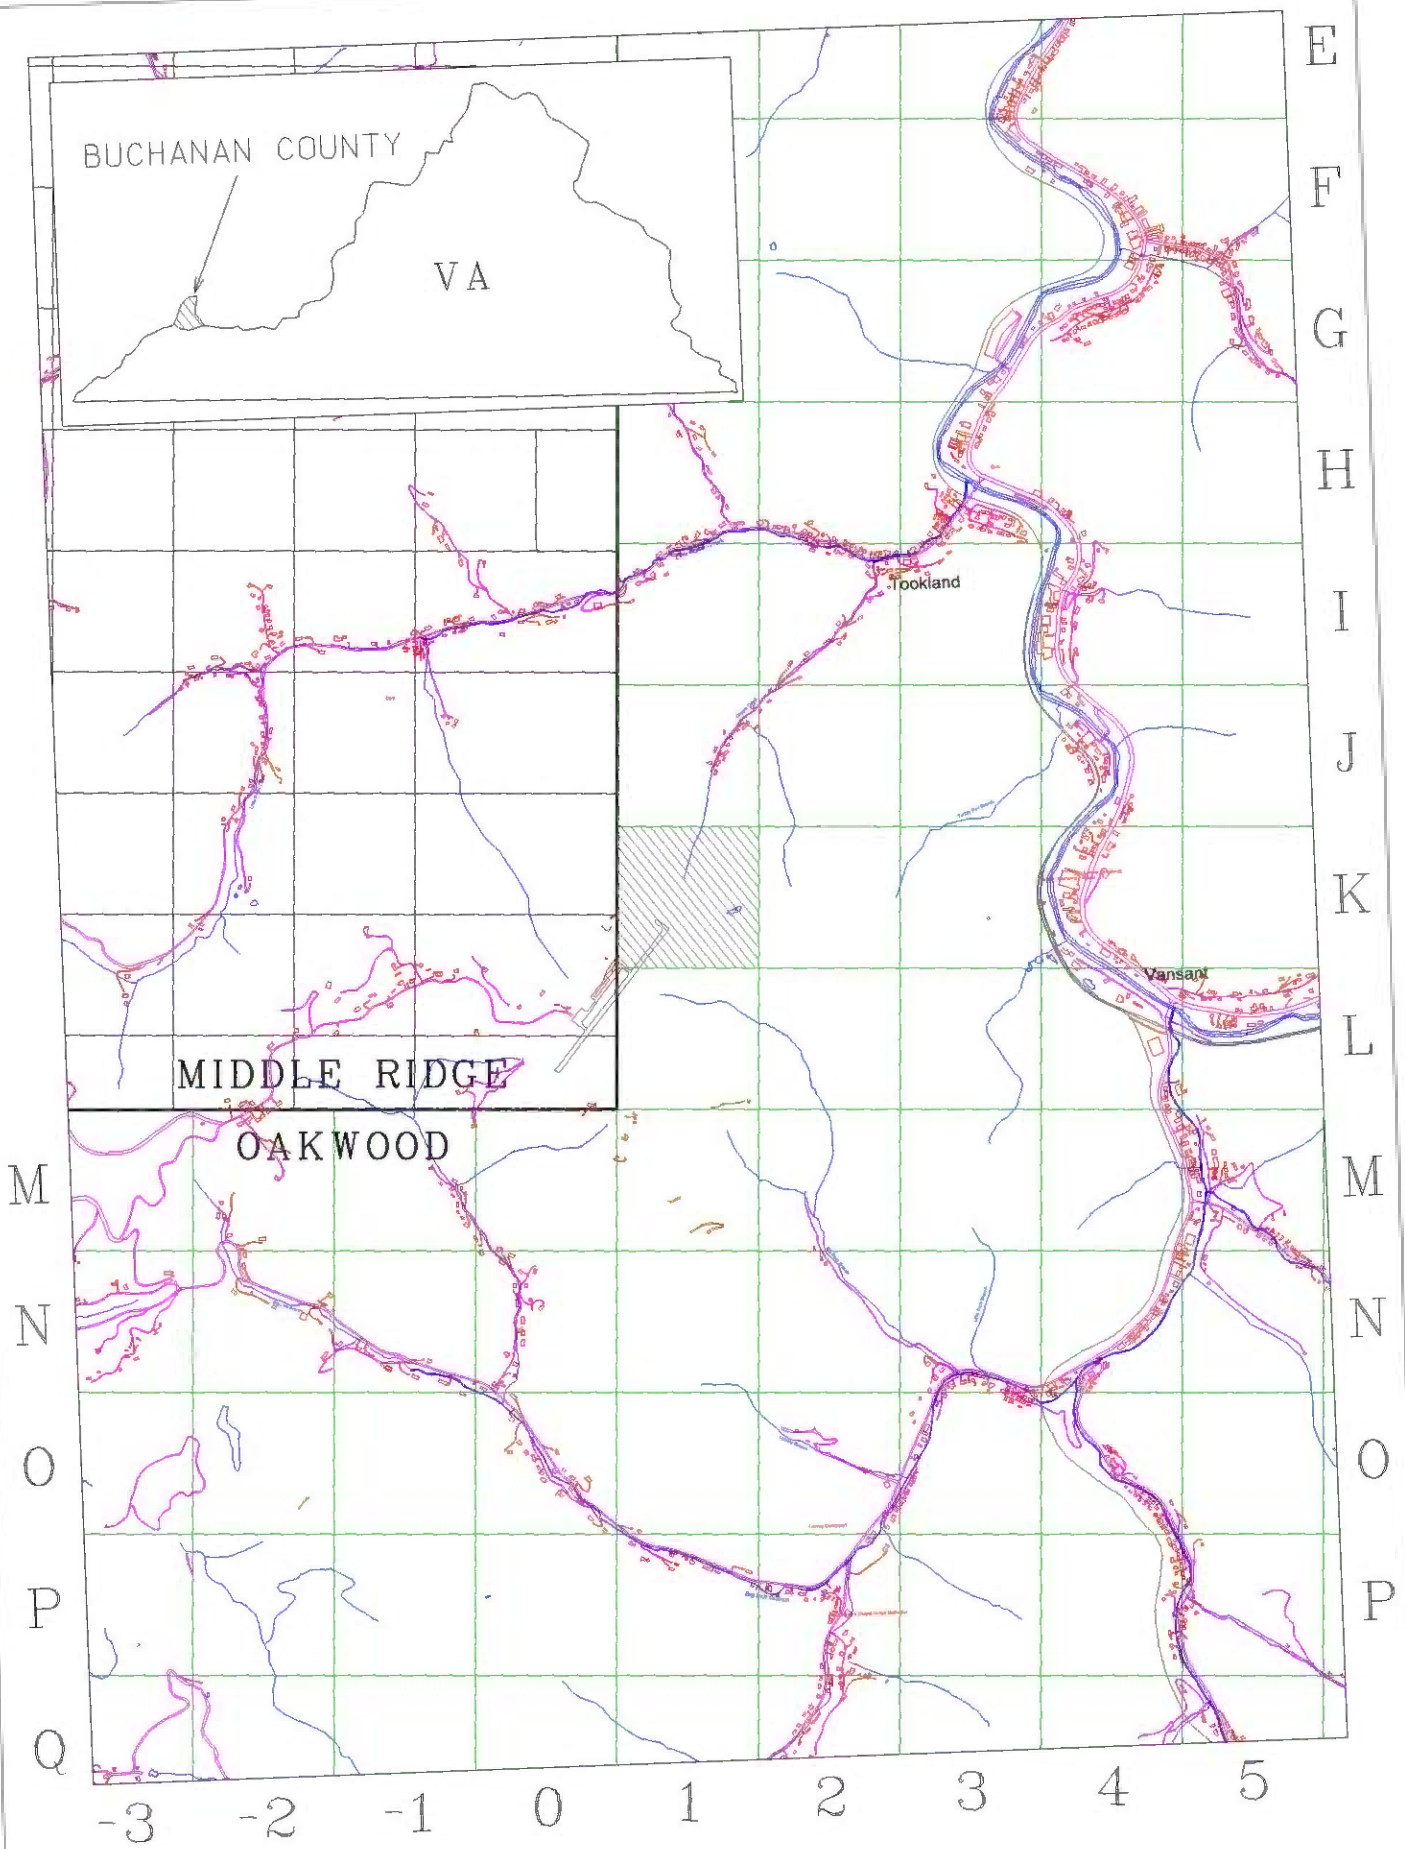 E
BUCHANAN COUNTY
F
VA
G
H
Tookland
I
J
K
Vansant
L
MIDDLE RIDGE
OAKWOOD
M M
N N
O O
P P
Q
-3 -2 -1 0 1 2 3 4 5